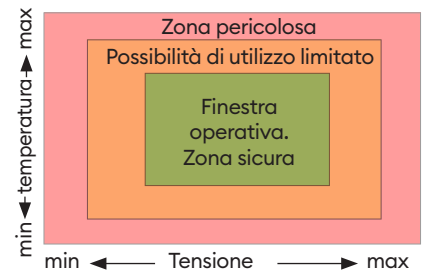 Zona pericolosa
Possibilità di utilizzo limitato
Finestra
operativa.
Zona sicura
min temperatura max
min Tensione max